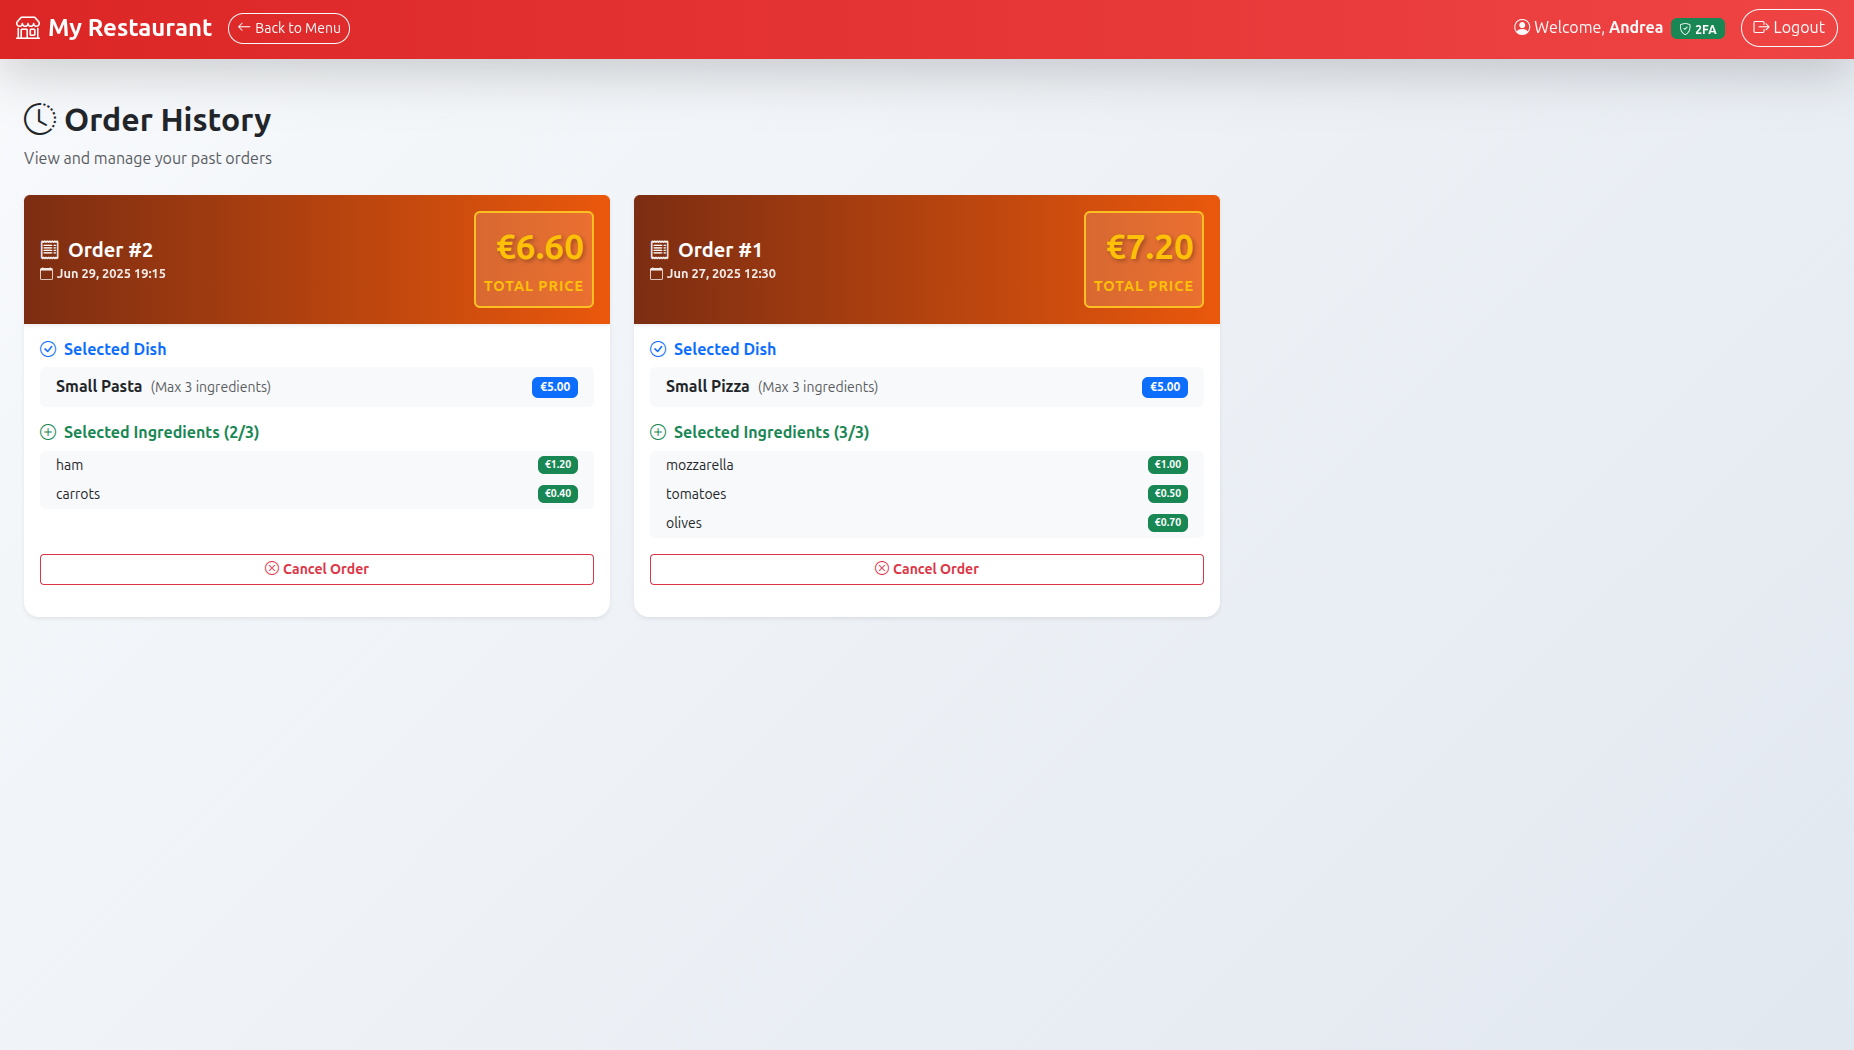 My Restaurant
Back to Menu
Welcome, Andrea
2FA
Logout
Order History
View and manage your past orders
Order #2
Jun 29, 2025 19:15
€6.60
TOTAL PRICE
Selected Dish
Small Pasta (Max 3 ingredients) €5.00
Selected Ingredients (2/3)
ham €1.20
carrots €0.40
Cancel Order
Order #1
Jun 27, 2025 12:30
€7.20
TOTAL PRICE
Selected Dish
Small Pizza (Max 3 ingredients) €5.00
Selected Ingredients (3/3)
mozzarella €1.00
tomatoes €0.50
olives €0.70
Cancel Order